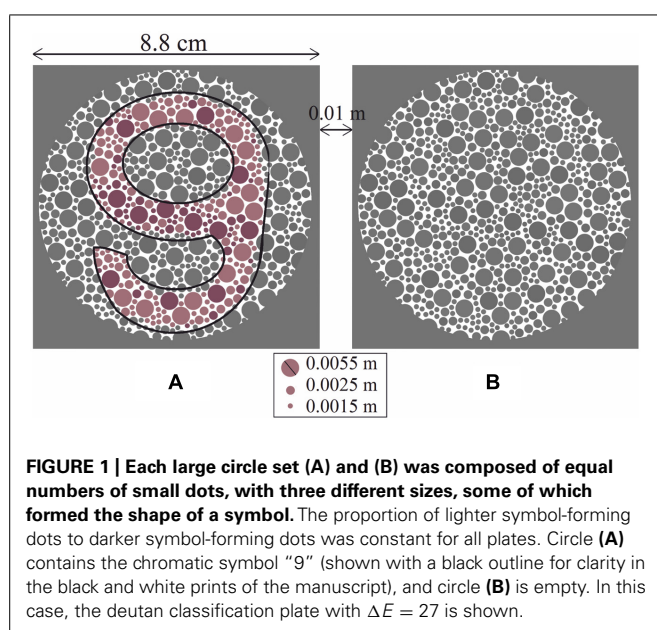 8.8 cm
0.01 m
A
B
0.0055 m
0.0025 m
0.0015 m
FIGURE 1 | Each large circle set (A) and (B) was composed of equal
numbers of small dots, with three different sizes, some of which
formed the shape of a symbol. The proportion of lighter symbol-forming
dots to darker symbol-forming dots was constant for all plates. Circle (A)
contains the chromatic symbol “9” (shown with a black outline for clarity in
the black and white prints of the manuscript), and circle (B) is empty. In this
case, the deutan classification plate with ΔE = 27 is shown.